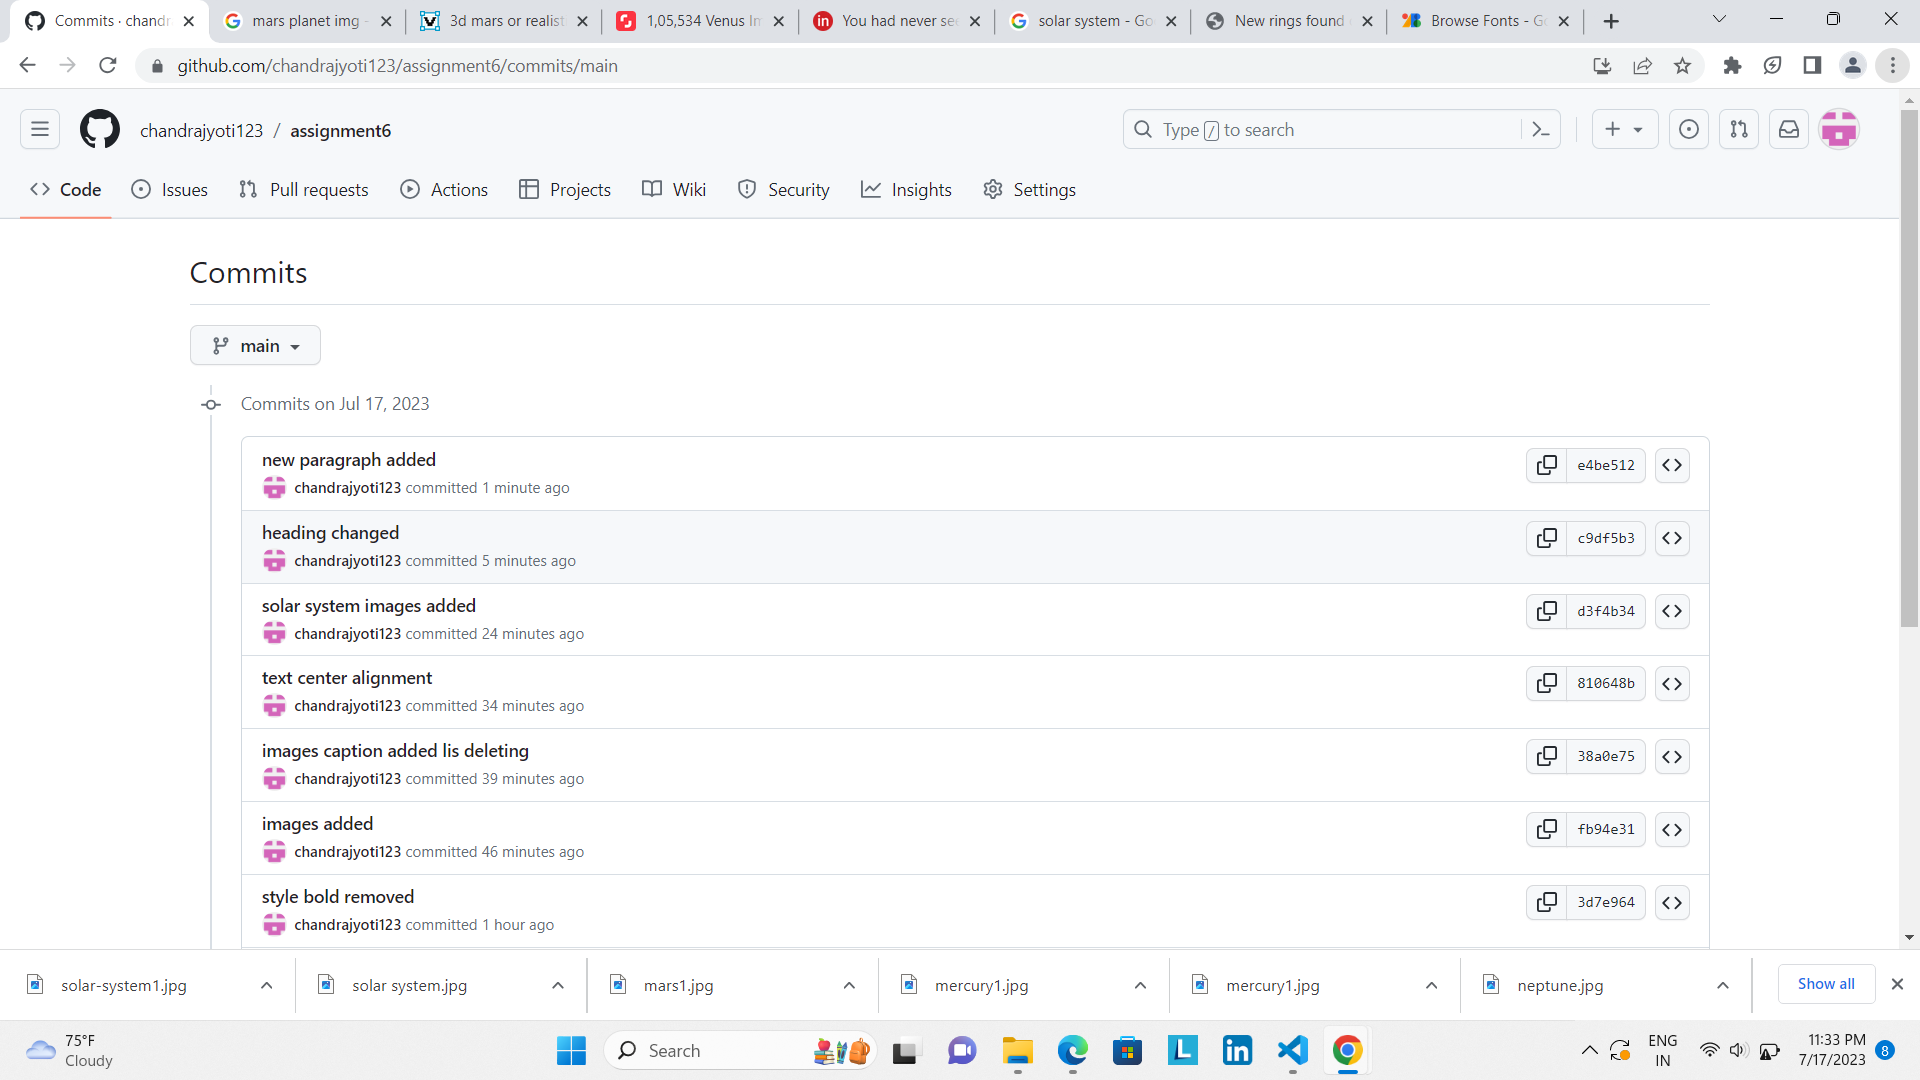 Commits · chandr
mars planet img -
3d mars or realist
1,05,534 Venus Im
You had never see
solar system - Go
New rings found
Browse Fonts - Go
github.com/chandrajyoti123/assignment6/commits/main
chandrajyoti123 / assignment6
Type / to search
Code
Issues
Pull requests
Actions
Projects
Wiki
Security
Insights
Settings
Commits
main
Commits on Jul 17, 2023
new paragraph added
chandrajyoti123 committed 1 minute ago
e4be512
heading changed
chandrajyoti123 committed 5 minutes ago
c9df5b3
solar system images added
chandrajyoti123 committed 24 minutes ago
d3f4b34
text center alignment
chandrajyoti123 committed 34 minutes ago
810648b
images caption added lis deleting
chandrajyoti123 committed 39 minutes ago
38a0e75
images added
chandrajyoti123 committed 46 minutes ago
fb94e31
style bold removed
chandrajyoti123 committed 1 hour ago
3d7e964
solar-system1.jpg
solar system.jpg
mars1.jpg
mercury1.jpg
mercury1.jpg
neptune.jpg
Show all
75°F
Cloudy
Search
ENG
IN
11:33 PM
7/17/2023
8